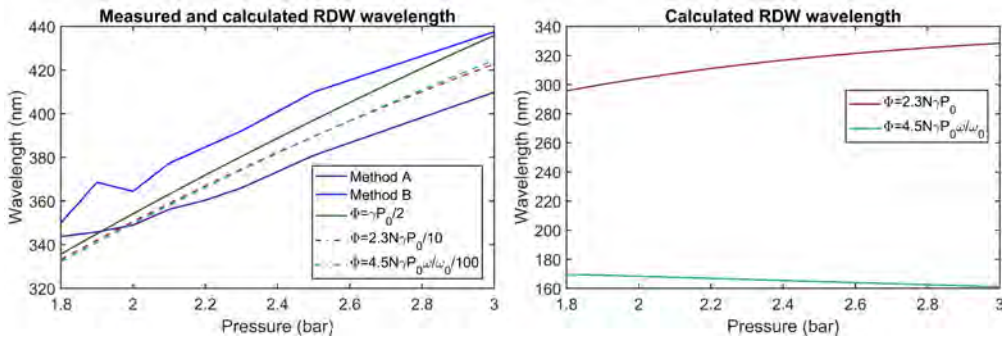 Measured and calculated RDW wavelength
Wavelength (nm)
440
420
400
380
360
340
320
1.8
2
2.2
2.4
2.6
2.8
3
Pressure (bar)
Method A
Method B
Φ=γP₀/2
Φ=2.3NγP₀/10
Φ=4.5NγP₀ω/ω₀/100
Calculated RDW wavelength
Wavelength (nm)
340
320
300
280
260
240
220
200
180
160
1.8
2
2.2
2.4
2.6
2.8
3
Pressure (bar)
Φ=2.3NγP₀
Φ=4.5NγP₀ω/ω₀